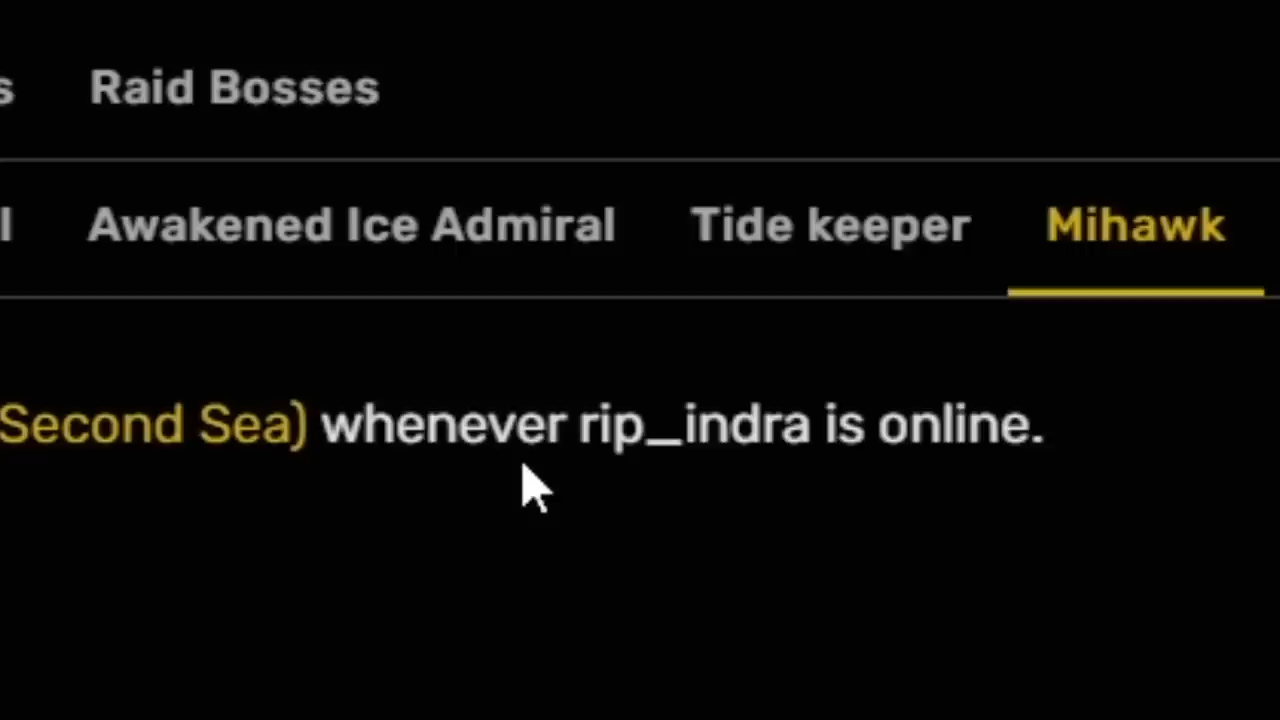 s Raid Bosses
l Awakened Ice Admiral Tide keeper Mihawk
Second Sea) whenever rip_indra is online.